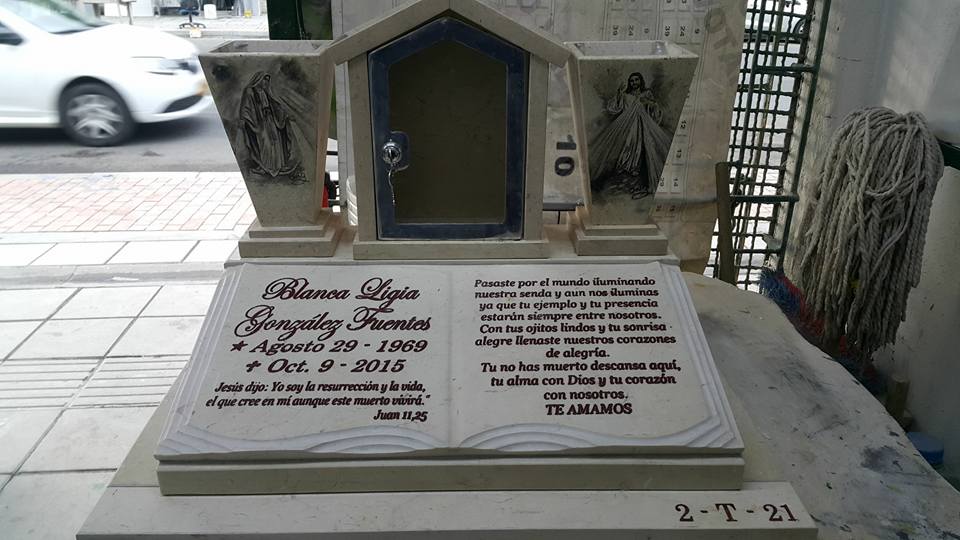 Blanca Ligia
González Fuentes
★ Agosto 29 - 1969
✝ Oct. 9 - 2015
Jesús dijo: Yo soy la resurrección y la vida,
el que cree en mí aunque este muerto vivirá."
Juan 11,25
Pasaste por el mundo iluminando
nuestra senda y aun nos iluminas
ya que tu ejemplo y tu presencia
estarán siempre entre nosotros.
Con tus ojitos lindos y tu sonrisa
alegre llenaste nuestros corazones
de alegría.
Tu no has muerto descansa aquí,
tu alma con Dios y tu corazón
con nosotros.
TE AMAMOS
2 - T - 21
10